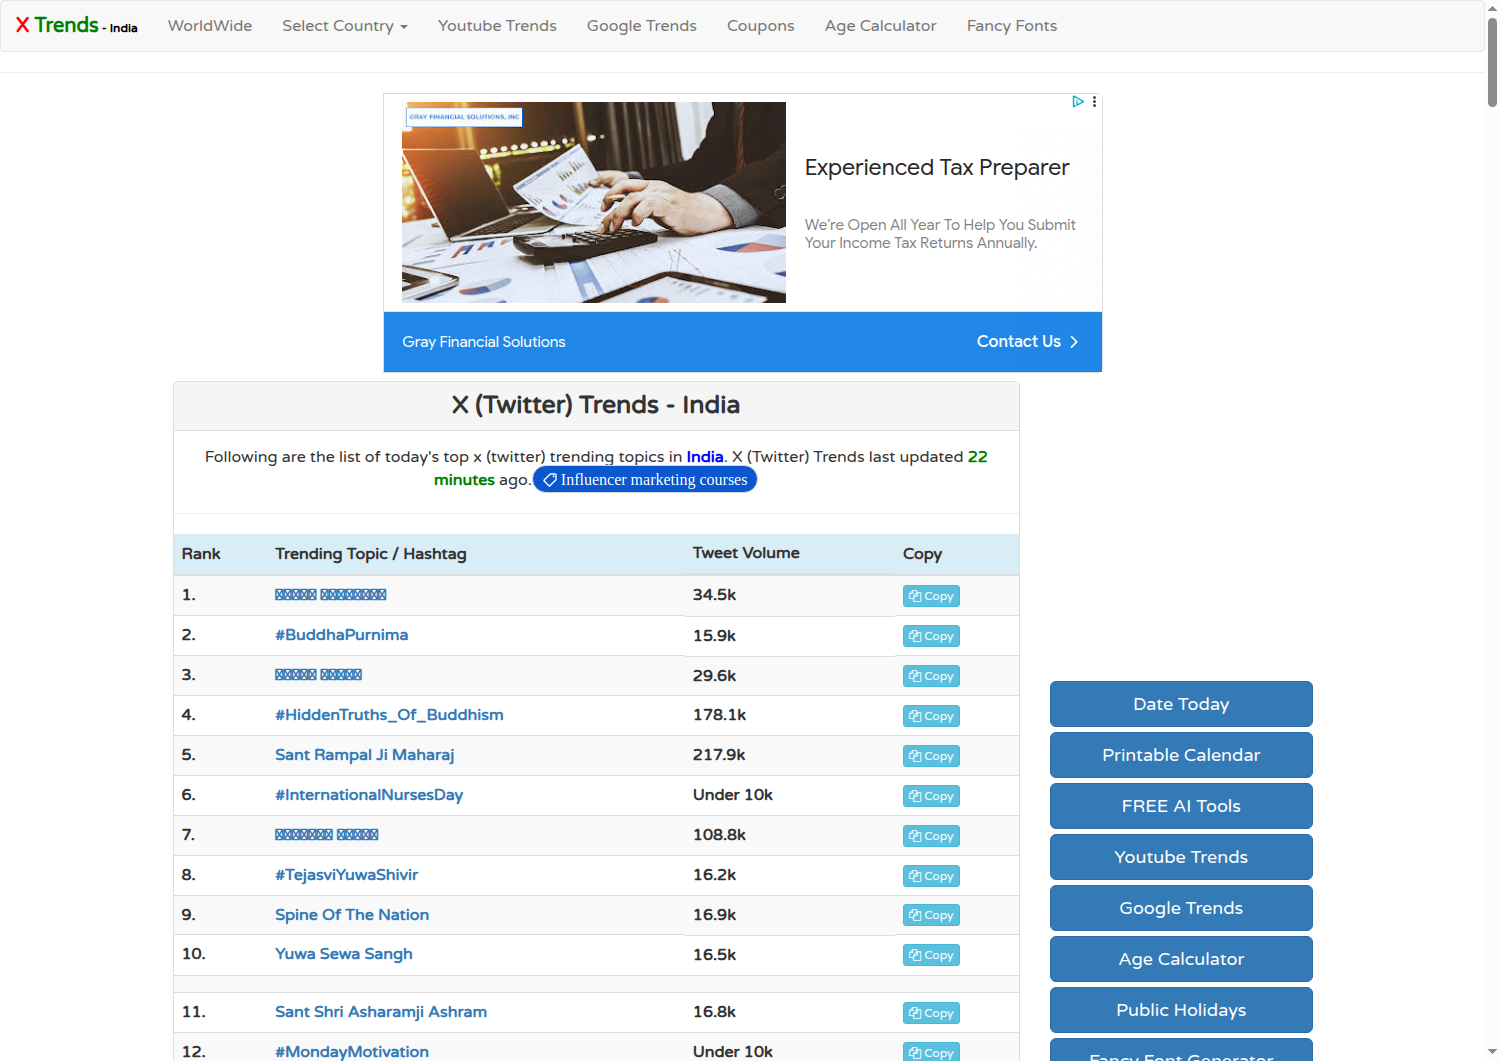 X Trends - India
WorldWide
Select Country
Youtube Trends
Google Trends
Coupons
Age Calculator
Fancy Fonts
GRAY FINANCIAL SOLUTIONS, INC
Experienced Tax Preparer
We're Open All Year To Help You Submit
Your Income Tax Returns Annually.
Gray Financial Solutions
Contact Us
X (Twitter) Trends - India
Following are the list of today's top x (twitter) trending topics in India. X (Twitter) Trends last updated 22
minutes ago. Influencer marketing courses
Rank Trending Topic / Hashtag Tweet Volume Copy
1. 34.5k Copy
2. #BuddhaPurnima 15.9k Copy
3. 29.6k Copy
4. #HiddenTruths_Of_Buddhism 178.1k Copy
5. Sant Rampal Ji Maharaj 217.9k Copy
6. #InternationalNursesDay Under 10k Copy
7. 108.8k Copy
8. #TejasviYuwaShivir 16.2k Copy
9. Spine Of The Nation 16.9k Copy
10. Yuwa Sewa Sangh 16.5k Copy
11. Sant Shri Asharamji Ashram 16.8k Copy
12. #MondayMotivation Under 10k Copy
Date Today
Printable Calendar
FREE AI Tools
Youtube Trends
Google Trends
Age Calculator
Public Holidays
Fancy Font Generator